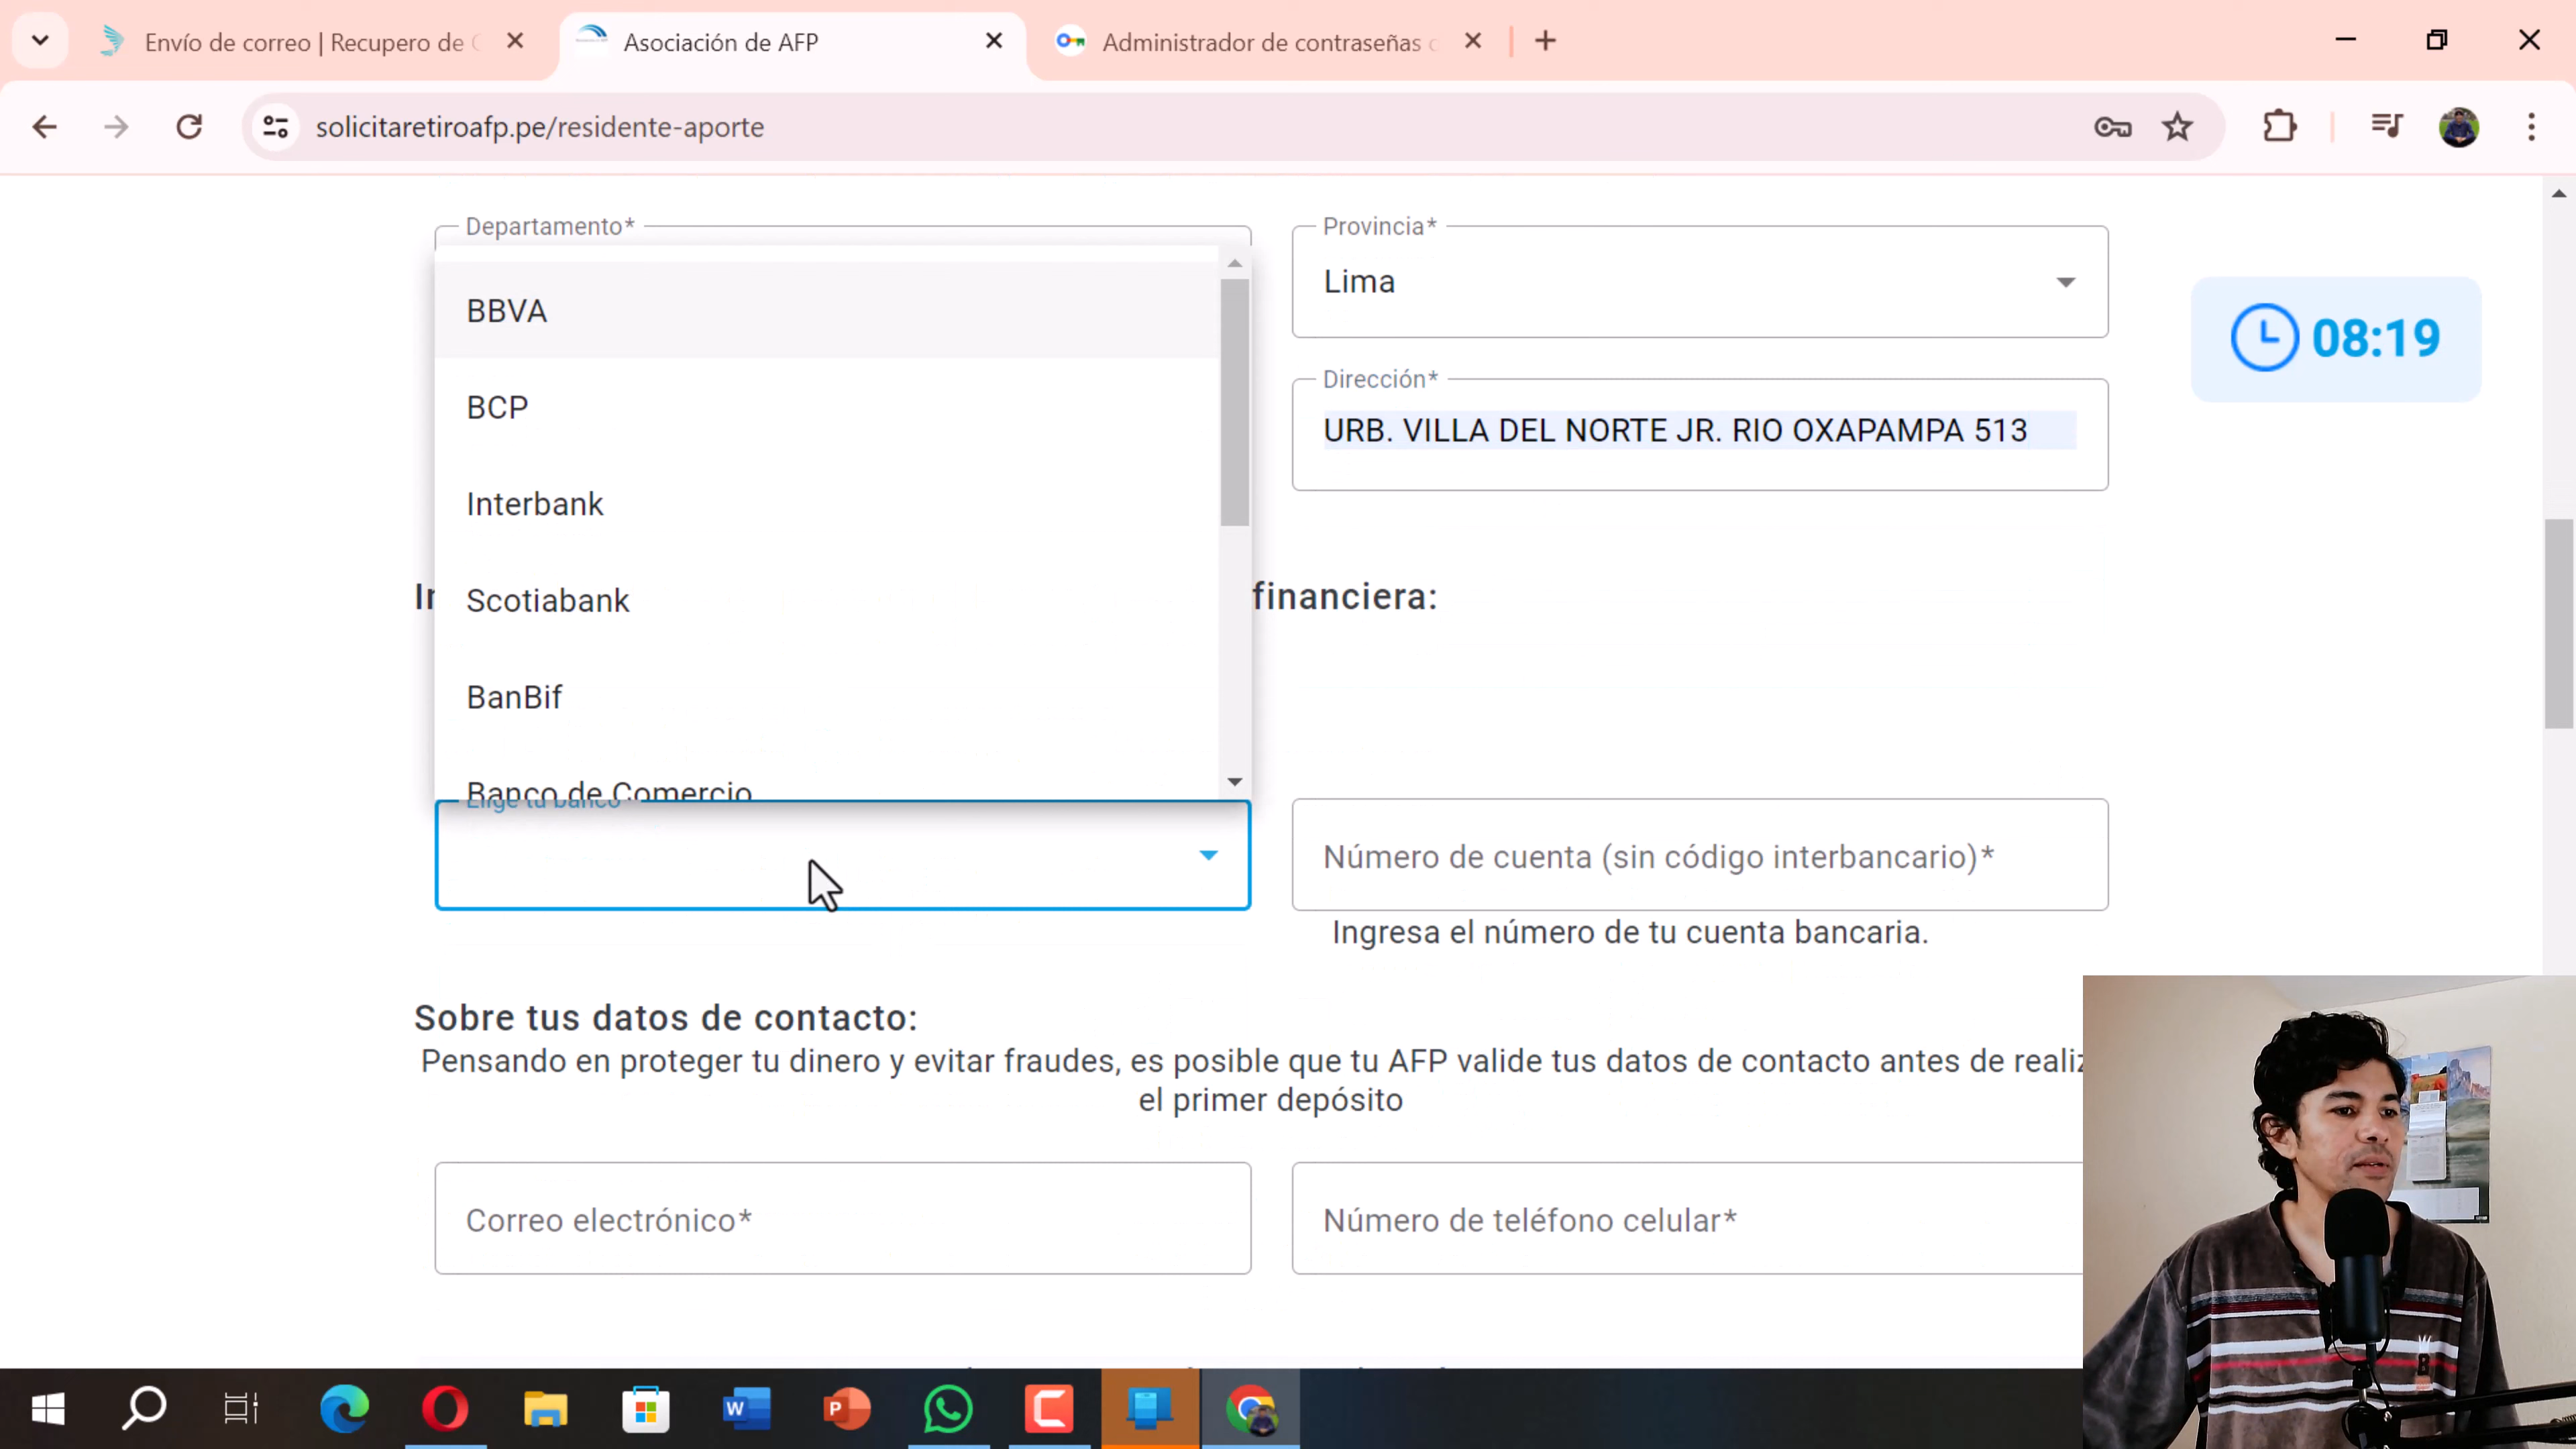 Envío de correo | Recupero de
Asociación de AFP
Administrador de contraseñas
solicitaretiroafp.pe/residente-aporte
Departamento*
Provincia*
BBVA
Lima
08:19
Dirección*
BCP
URB. VILLA DEL NORTE JR. RIO OXAPAMPA 513
Interbank
financiera:
Scotiabank
BanBif
Banco de Comercio
Elige tu banco
Número de cuenta (sin código interbancario)*
Ingresa el número de tu cuenta bancaria.
Sobre tus datos de contacto:
Pensando en proteger tu dinero y evitar fraudes, es posible que tu AFP valide tus datos de contacto antes de realiz
el primer depósito
Correo electrónico*
Número de teléfono celular*